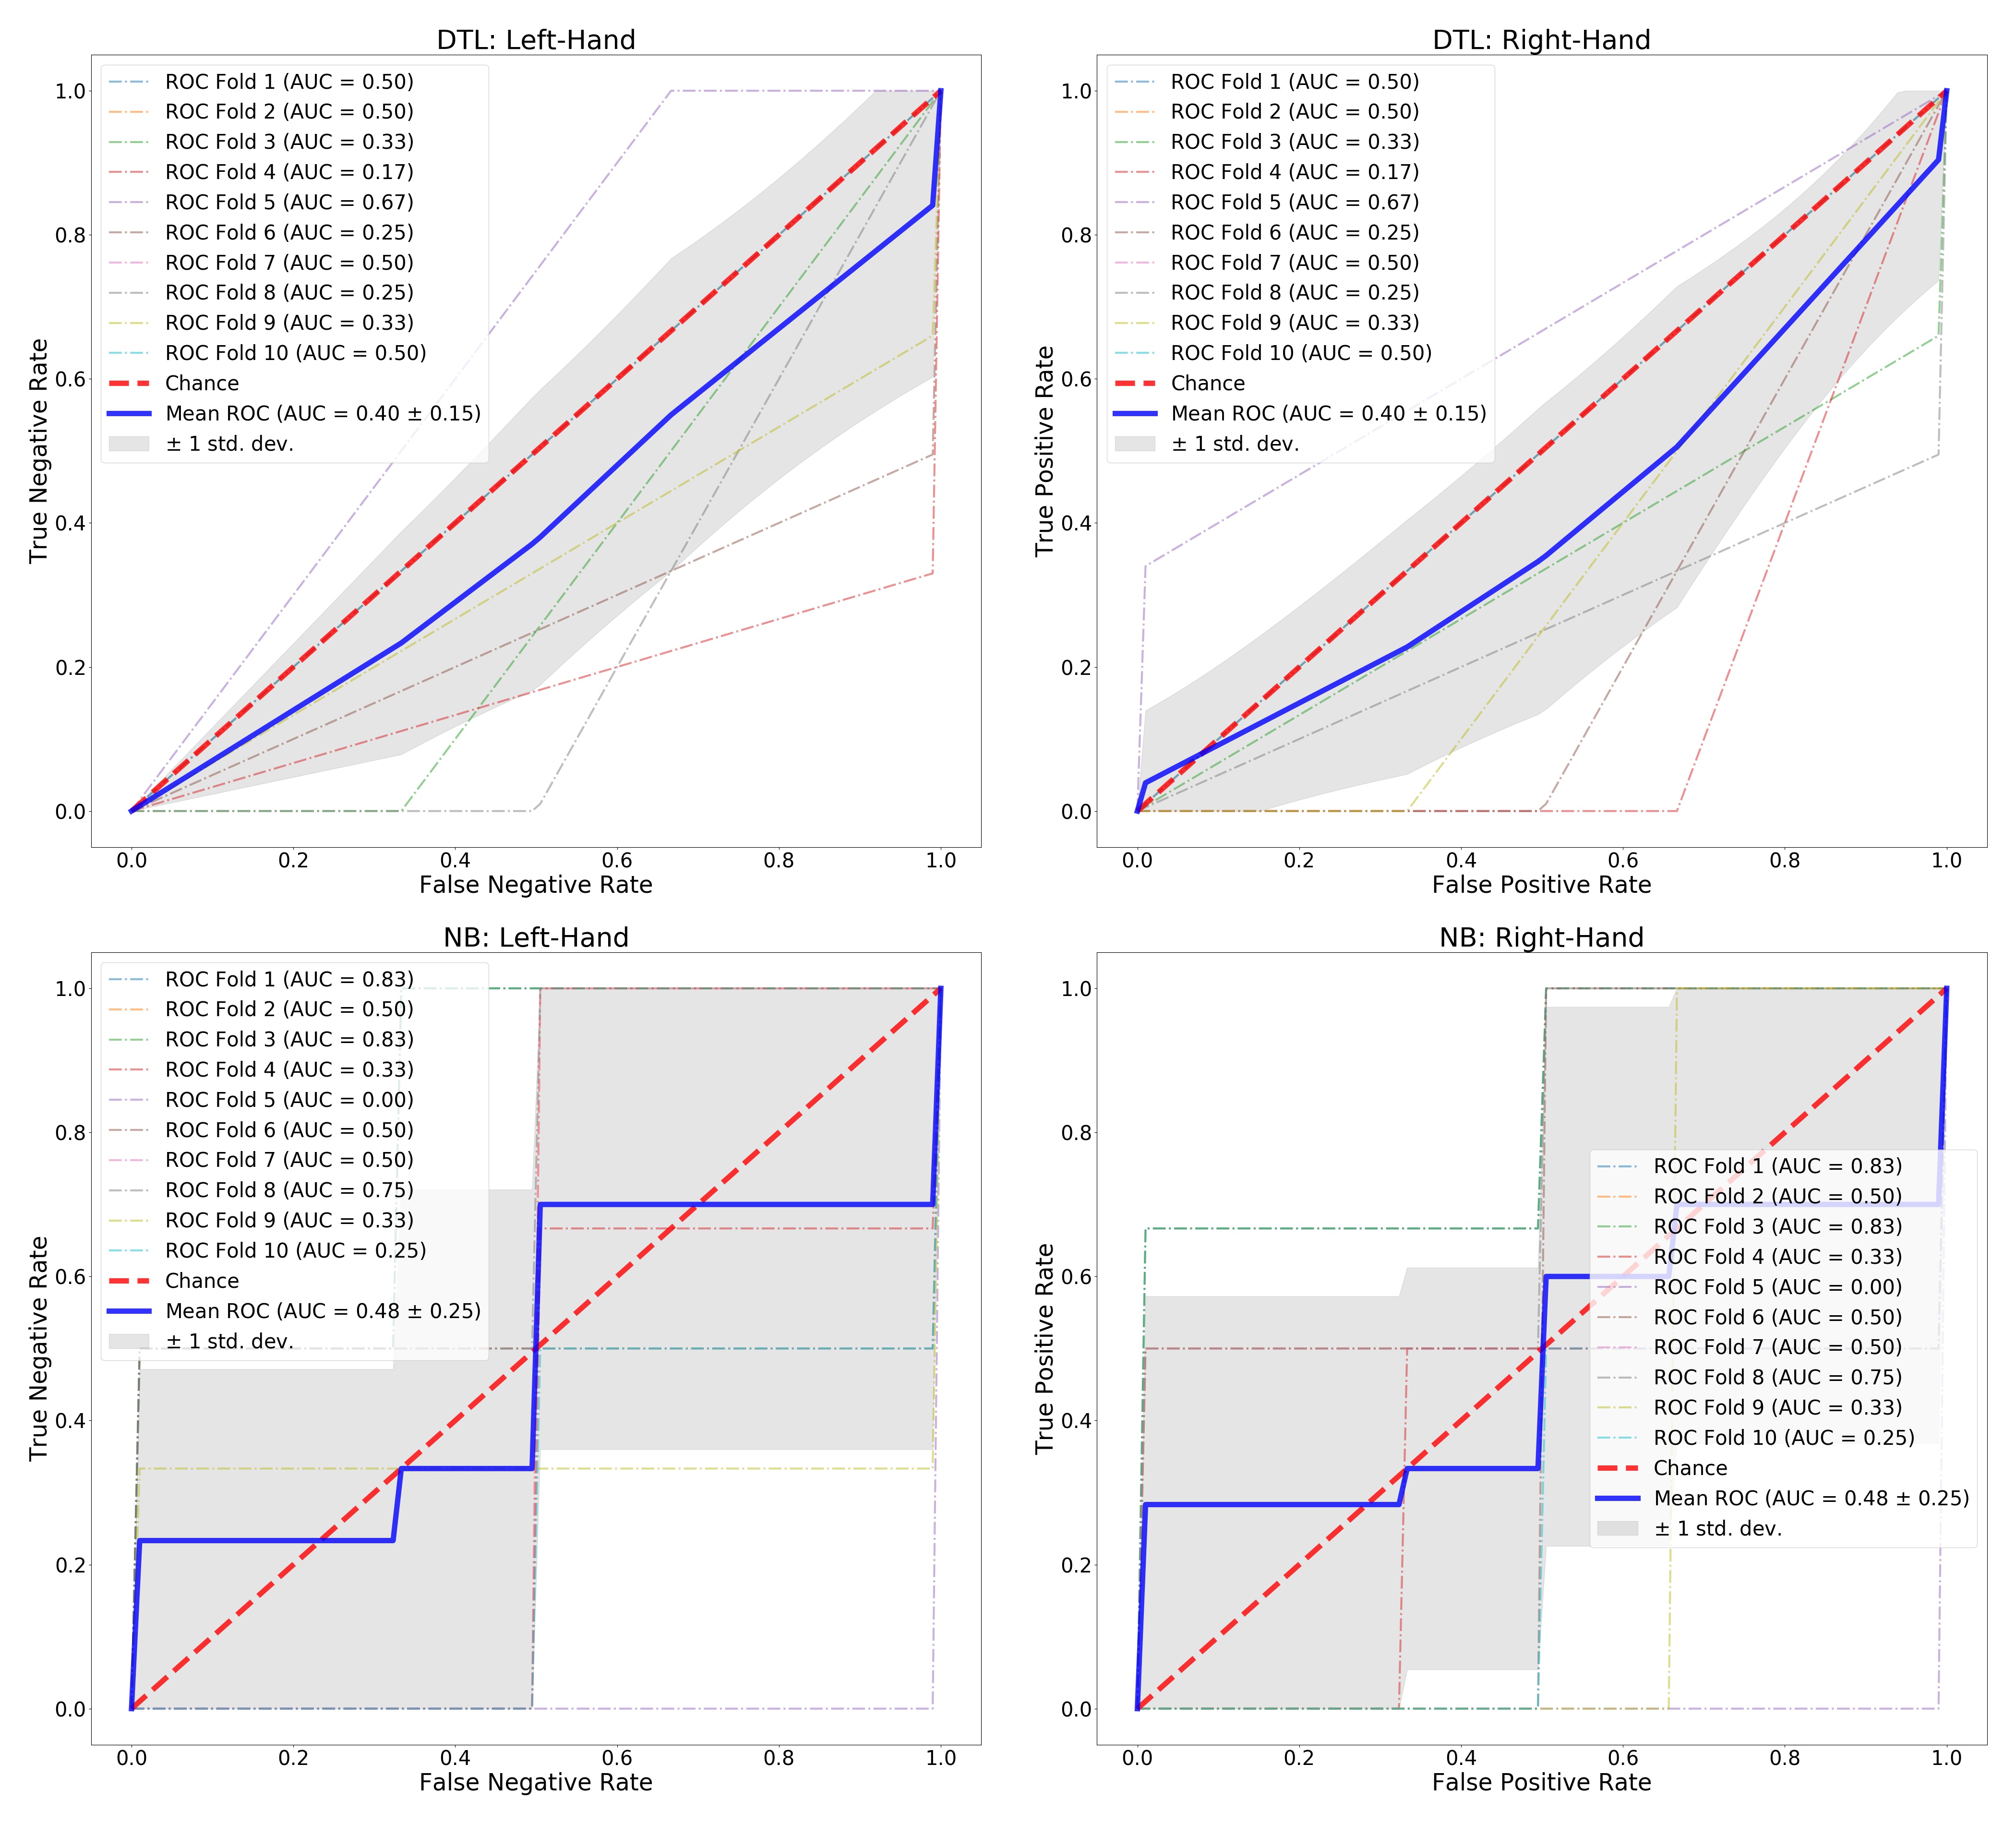 DTL: Left-Hand
ROC Fold 1 (AUC = 0.50)
ROC Fold 2 (AUC = 0.50)
ROC Fold 3 (AUC = 0.33)
ROC Fold 4 (AUC = 0.17)
ROC Fold 5 (AUC = 0.67)
ROC Fold 6 (AUC = 0.25)
ROC Fold 7 (AUC = 0.50)
ROC Fold 8 (AUC = 0.25)
ROC Fold 9 (AUC = 0.33)
ROC Fold 10 (AUC = 0.50)
Chance
Mean ROC (AUC = 0.40 ± 0.15)
± 1 std. dev.
True Negative Rate
1.0
0.8
0.6
0.4
0.2
0.0
0.0 0.2 0.4 0.6 0.8 1.0
False Negative Rate
DTL: Right-Hand
ROC Fold 1 (AUC = 0.50)
ROC Fold 2 (AUC = 0.50)
ROC Fold 3 (AUC = 0.33)
ROC Fold 4 (AUC = 0.17)
ROC Fold 5 (AUC = 0.67)
ROC Fold 6 (AUC = 0.25)
ROC Fold 7 (AUC = 0.50)
ROC Fold 8 (AUC = 0.25)
ROC Fold 9 (AUC = 0.33)
ROC Fold 10 (AUC = 0.50)
Chance
Mean ROC (AUC = 0.40 ± 0.15)
± 1 std. dev.
True Positive Rate
1.0
0.8
0.6
0.4
0.2
0.0
0.0 0.2 0.4 0.6 0.8 1.0
False Positive Rate
NB: Left-Hand
ROC Fold 1 (AUC = 0.83)
ROC Fold 2 (AUC = 0.50)
ROC Fold 3 (AUC = 0.83)
ROC Fold 4 (AUC = 0.33)
ROC Fold 5 (AUC = 0.00)
ROC Fold 6 (AUC = 0.50)
ROC Fold 7 (AUC = 0.50)
ROC Fold 8 (AUC = 0.75)
ROC Fold 9 (AUC = 0.33)
ROC Fold 10 (AUC = 0.25)
Chance
Mean ROC (AUC = 0.48 ± 0.25)
± 1 std. dev.
True Negative Rate
1.0
0.8
0.6
0.4
0.2
0.0
0.0 0.2 0.4 0.6 0.8 1.0
False Negative Rate
NB: Right-Hand
ROC Fold 1 (AUC = 0.83)
ROC Fold 2 (AUC = 0.50)
ROC Fold 3 (AUC = 0.83)
ROC Fold 4 (AUC = 0.33)
ROC Fold 5 (AUC = 0.00)
ROC Fold 6 (AUC = 0.50)
ROC Fold 7 (AUC = 0.50)
ROC Fold 8 (AUC = 0.75)
ROC Fold 9 (AUC = 0.33)
ROC Fold 10 (AUC = 0.25)
Chance
Mean ROC (AUC = 0.48 ± 0.25)
± 1 std. dev.
True Positive Rate
1.0
0.8
0.6
0.4
0.2
0.0
0.0 0.2 0.4 0.6 0.8 1.0
False Positive Rate